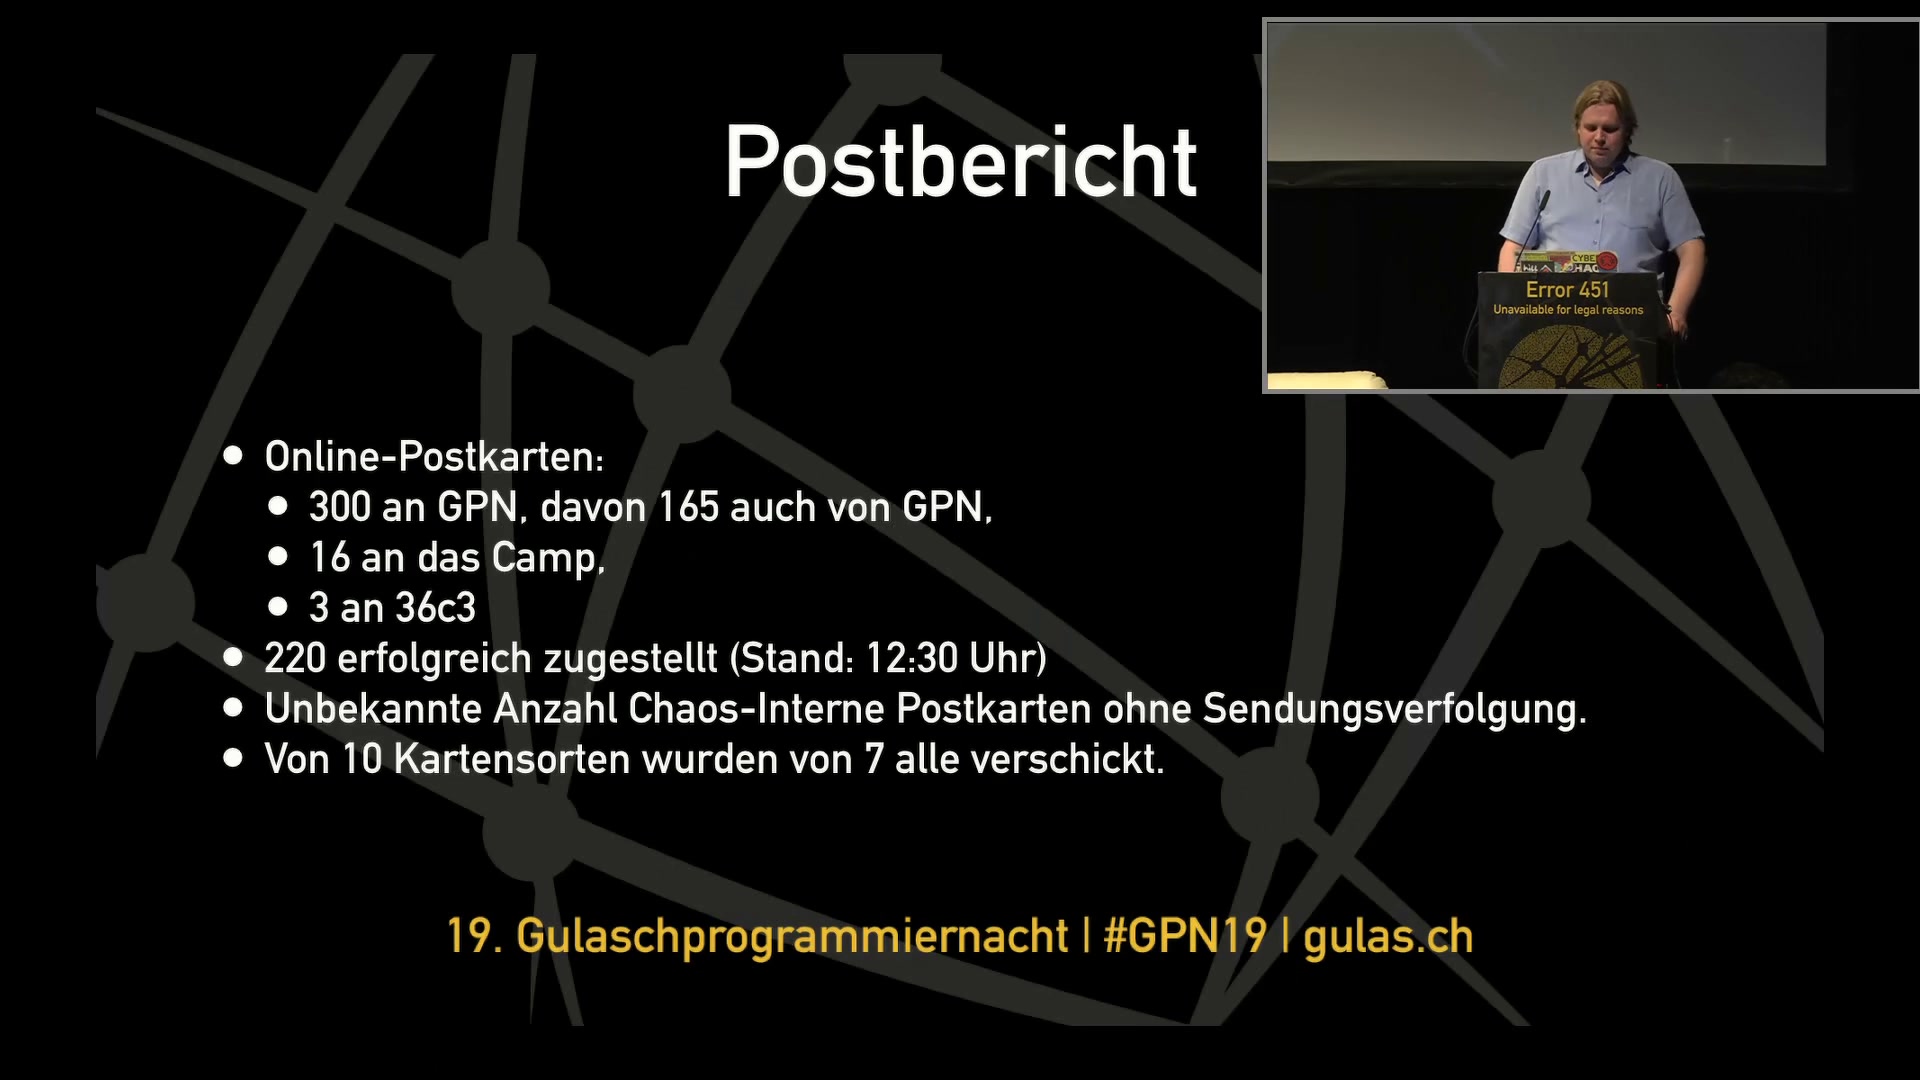 Postbericht
Online-Postkarten:
300 an GPN, davon 165 auch von GPN,
16 an das Camp,
3 an 36c3
220 erfolgreich zugestellt (Stand: 12:30 Uhr)
Unbekannte Anzahl Chaos-Interne Postkarten ohne Sendungsverfolgung.
Von 10 Kartensorten wurden von 7 alle verschickt.
19. Gulaschprogrammiernacht | #GPN19 | gulas.ch
CYBER
Error 451
Unavailable for legal reasons